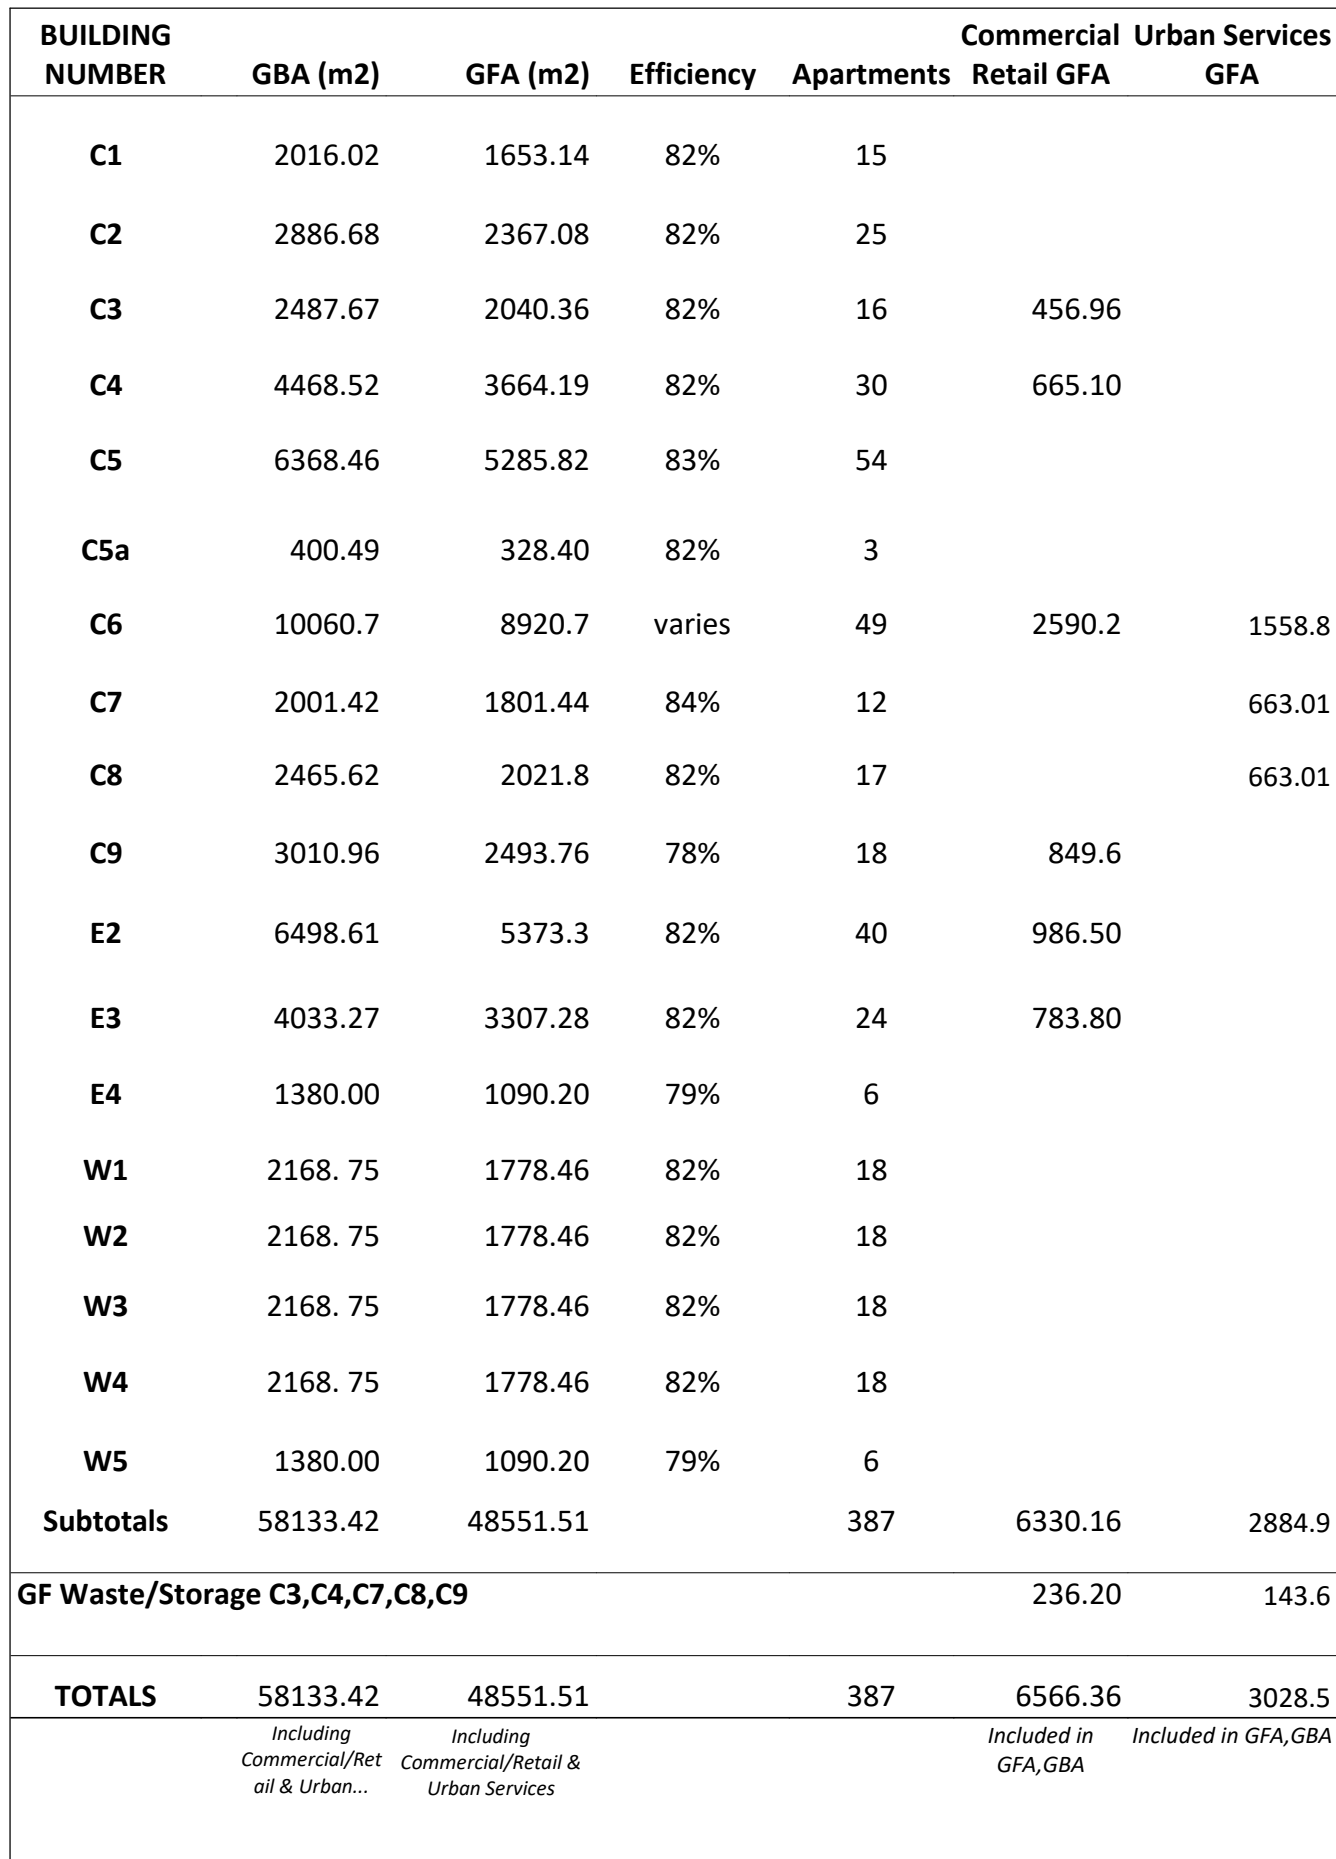 BUILDING NUMBER GBA (m2) GFA (m2) Efficiency Apartments Commercial Retail GFA Urban Services GFA
C1 2016.02 1653.14 82% 15
C2 2886.68 2367.08 82% 25
C3 2487.67 2040.36 82% 16 456.96
C4 4468.52 3664.19 82% 30 665.10
C5 6368.46 5285.82 83% 54
C5a 400.49 328.40 82% 3
C6 10060.7 8920.7 varies 49 2590.2 1558.8
C7 2001.42 1801.44 84% 12 663.01
C8 2465.62 2021.8 82% 17 663.01
C9 3010.96 2493.76 78% 18 849.6
E2 6498.61 5373.3 82% 40 986.50
E3 4033.27 3307.28 82% 24 783.80
E4 1380.00 1090.20 79% 6
W1 2168. 75 1778.46 82% 18
W2 2168. 75 1778.46 82% 18
W3 2168. 75 1778.46 82% 18
W4 2168. 75 1778.46 82% 18
W5 1380.00 1090.20 79% 6
Subtotals 58133.42 48551.51 387 6330.16 2884.9
GF Waste/Storage C3,C4,C7,C8,C9 236.20 143.6
TOTALS 58133.42 48551.51 387 6566.36 3028.5
Including Commercial/Ret ail & Urban... Including Commercial/Retail & Urban Services Included in GFA,GBA Included in GFA,GBA